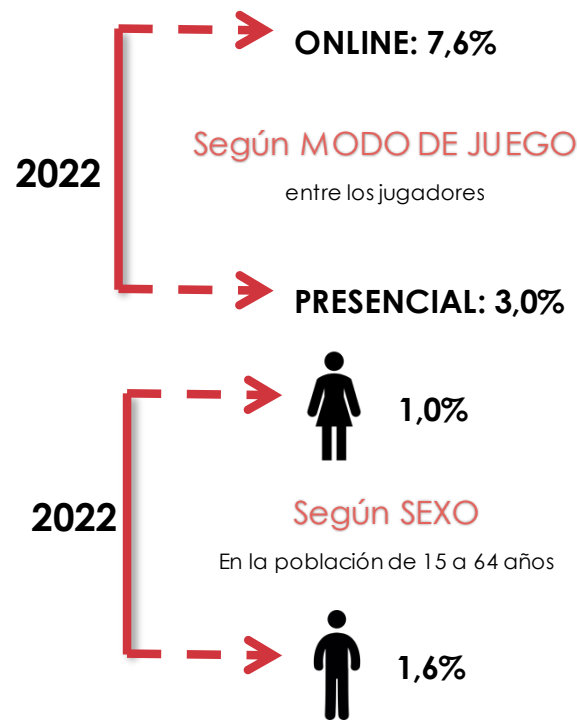 ONLINE: 7,6%
Según MODO DE JUEGO
2022
entre los jugadores
PRESENCIAL: 3,0%
1,0%
2022
Según SEXO
En la población de 15 a 64 años
1,6%